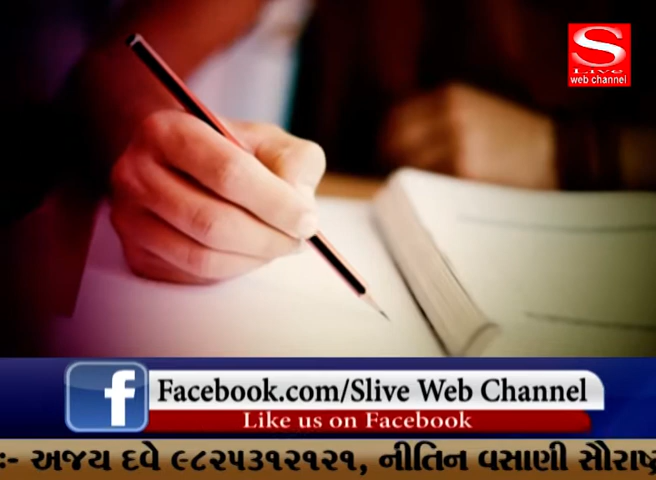 S
Live
web channel
f Facebook.com/Slive Web Channel
Like us on Facebook
:- અજય દવે ૯૮૨૫૩૧૨૧૨૧, નીતિન વસાણી સૌરાષ્ટ્ર